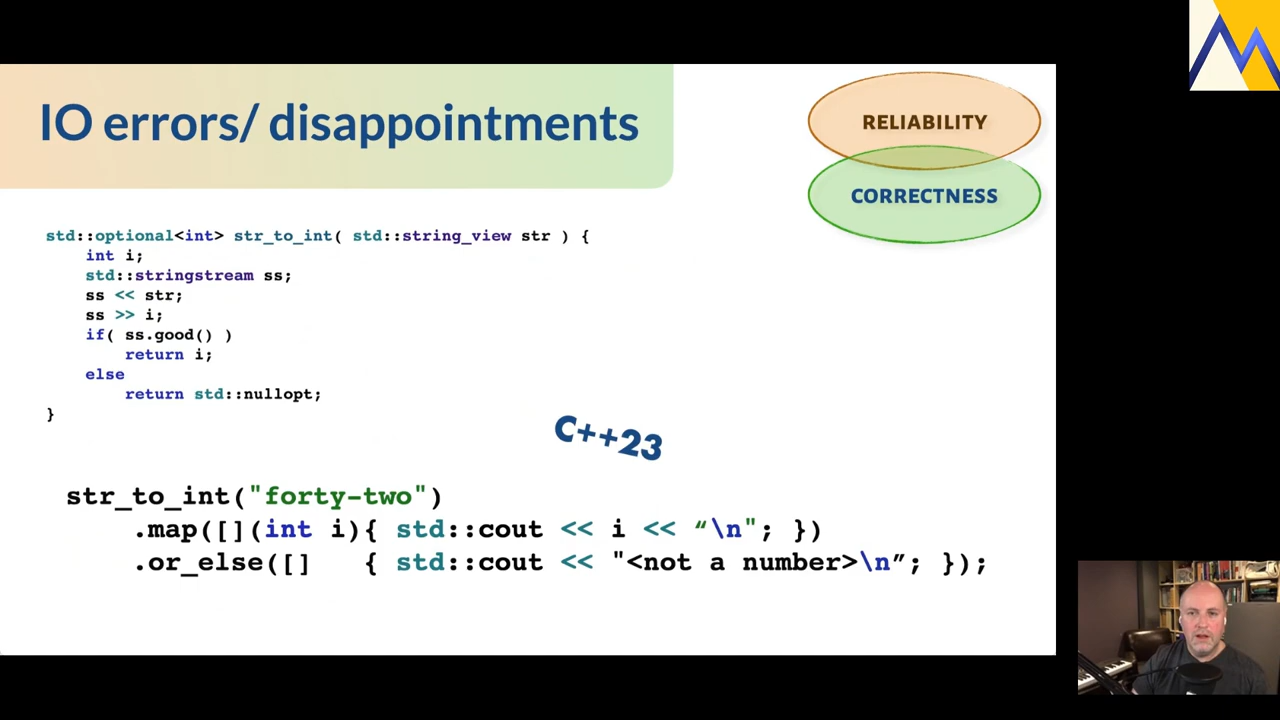 IO errors/ disappointments
RELIABILITY
CORRECTNESS
std::optional<int> str_to_int( std::string_view str ) {
    int i;
    std::stringstream ss;
    ss << str;
    ss >> i;
    if( ss.good() )
        return i;
    else
        return std::nullopt;
}
C++23
str_to_int("forty-two")
    .map([](int i){ std::cout << i << “\n"; })
    .or_else([]   { std::cout << "<not a number>\n”; });